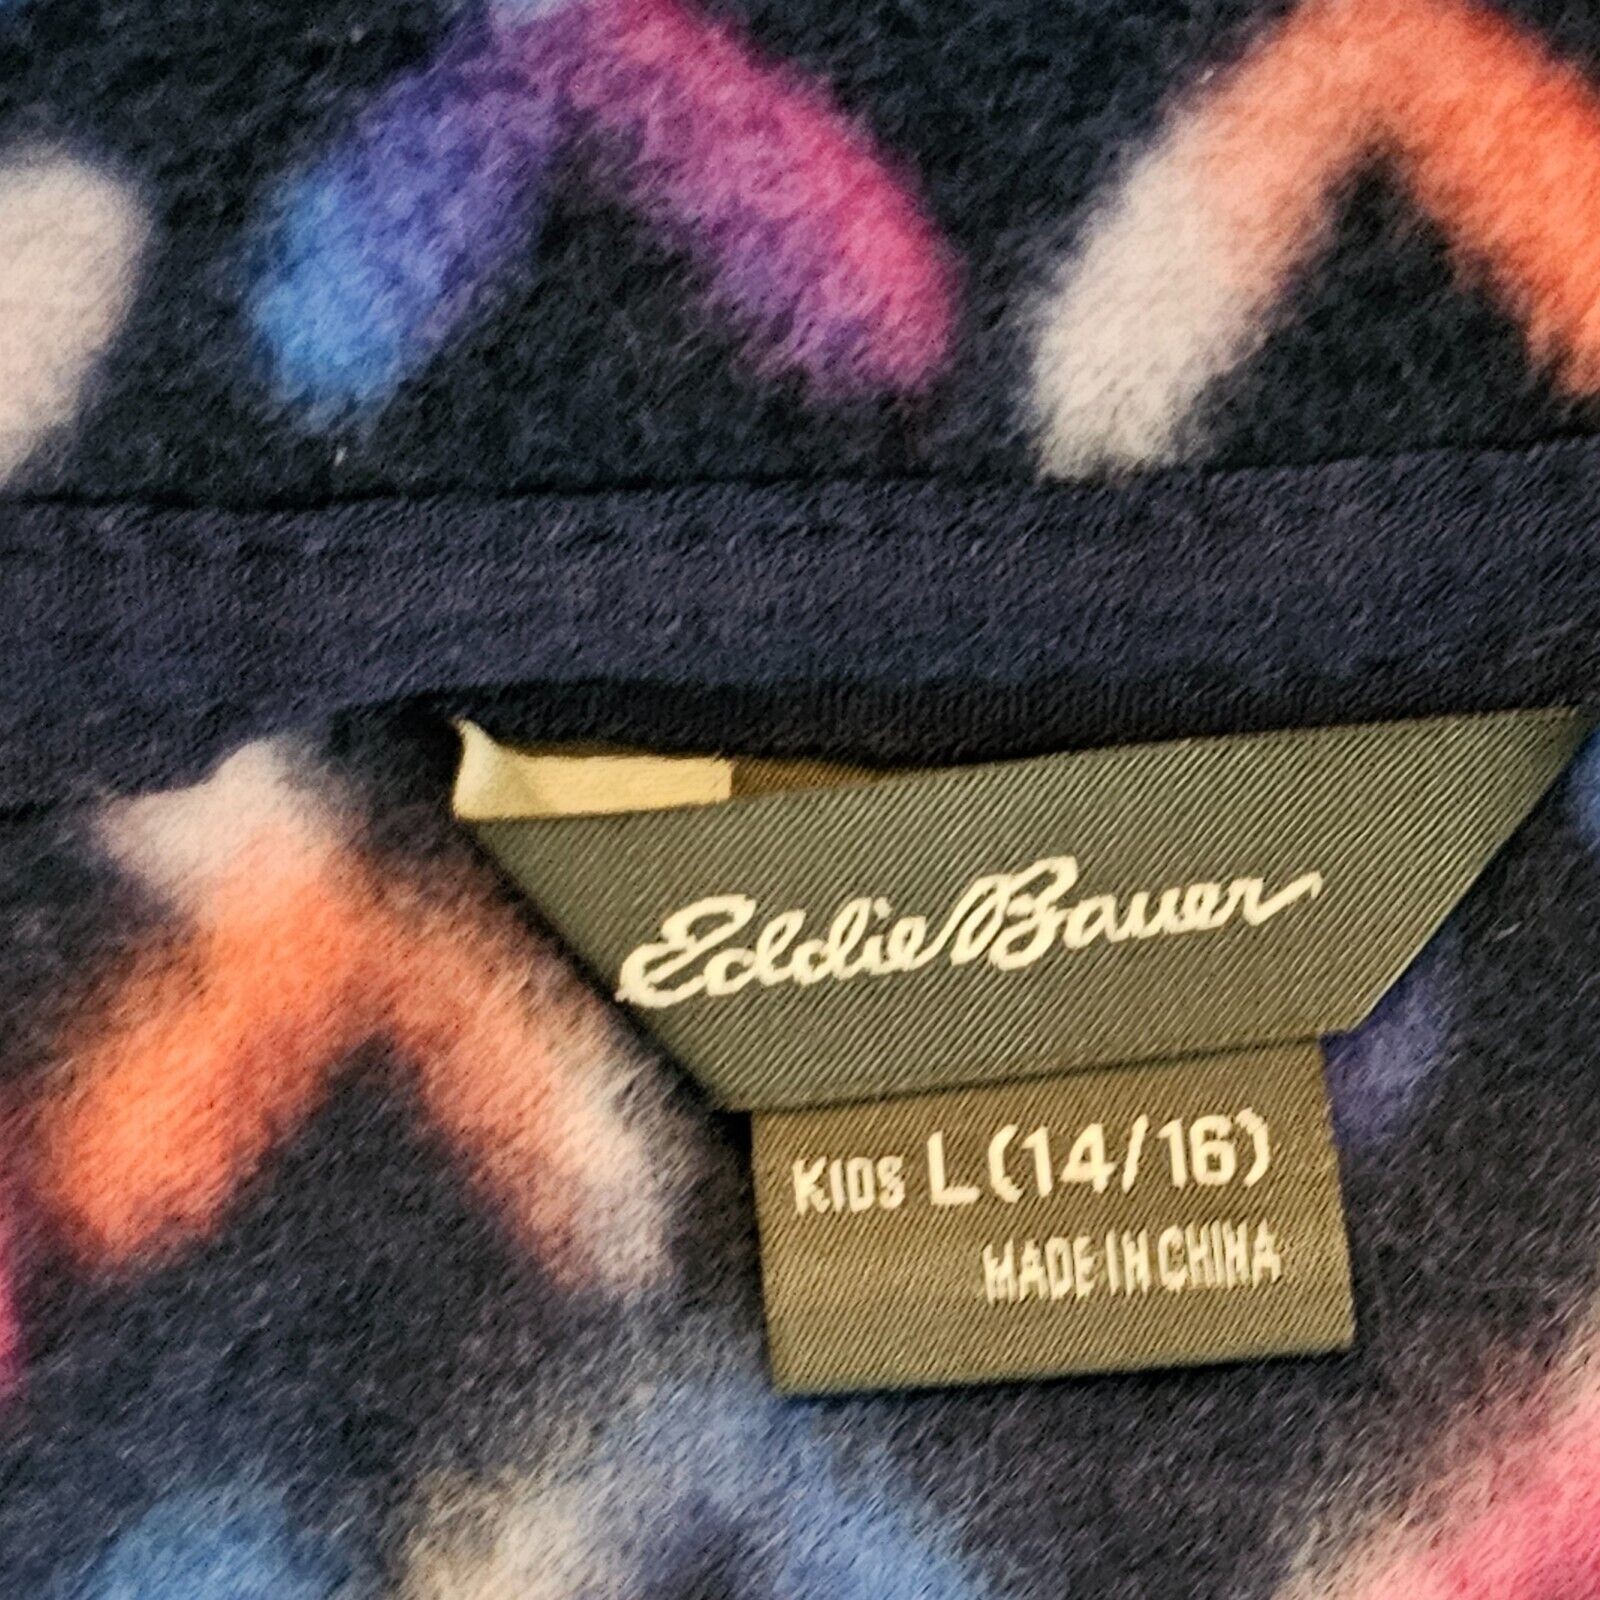 Eddie Bauer
KIDS L (14/16)
MADE IN CHINA